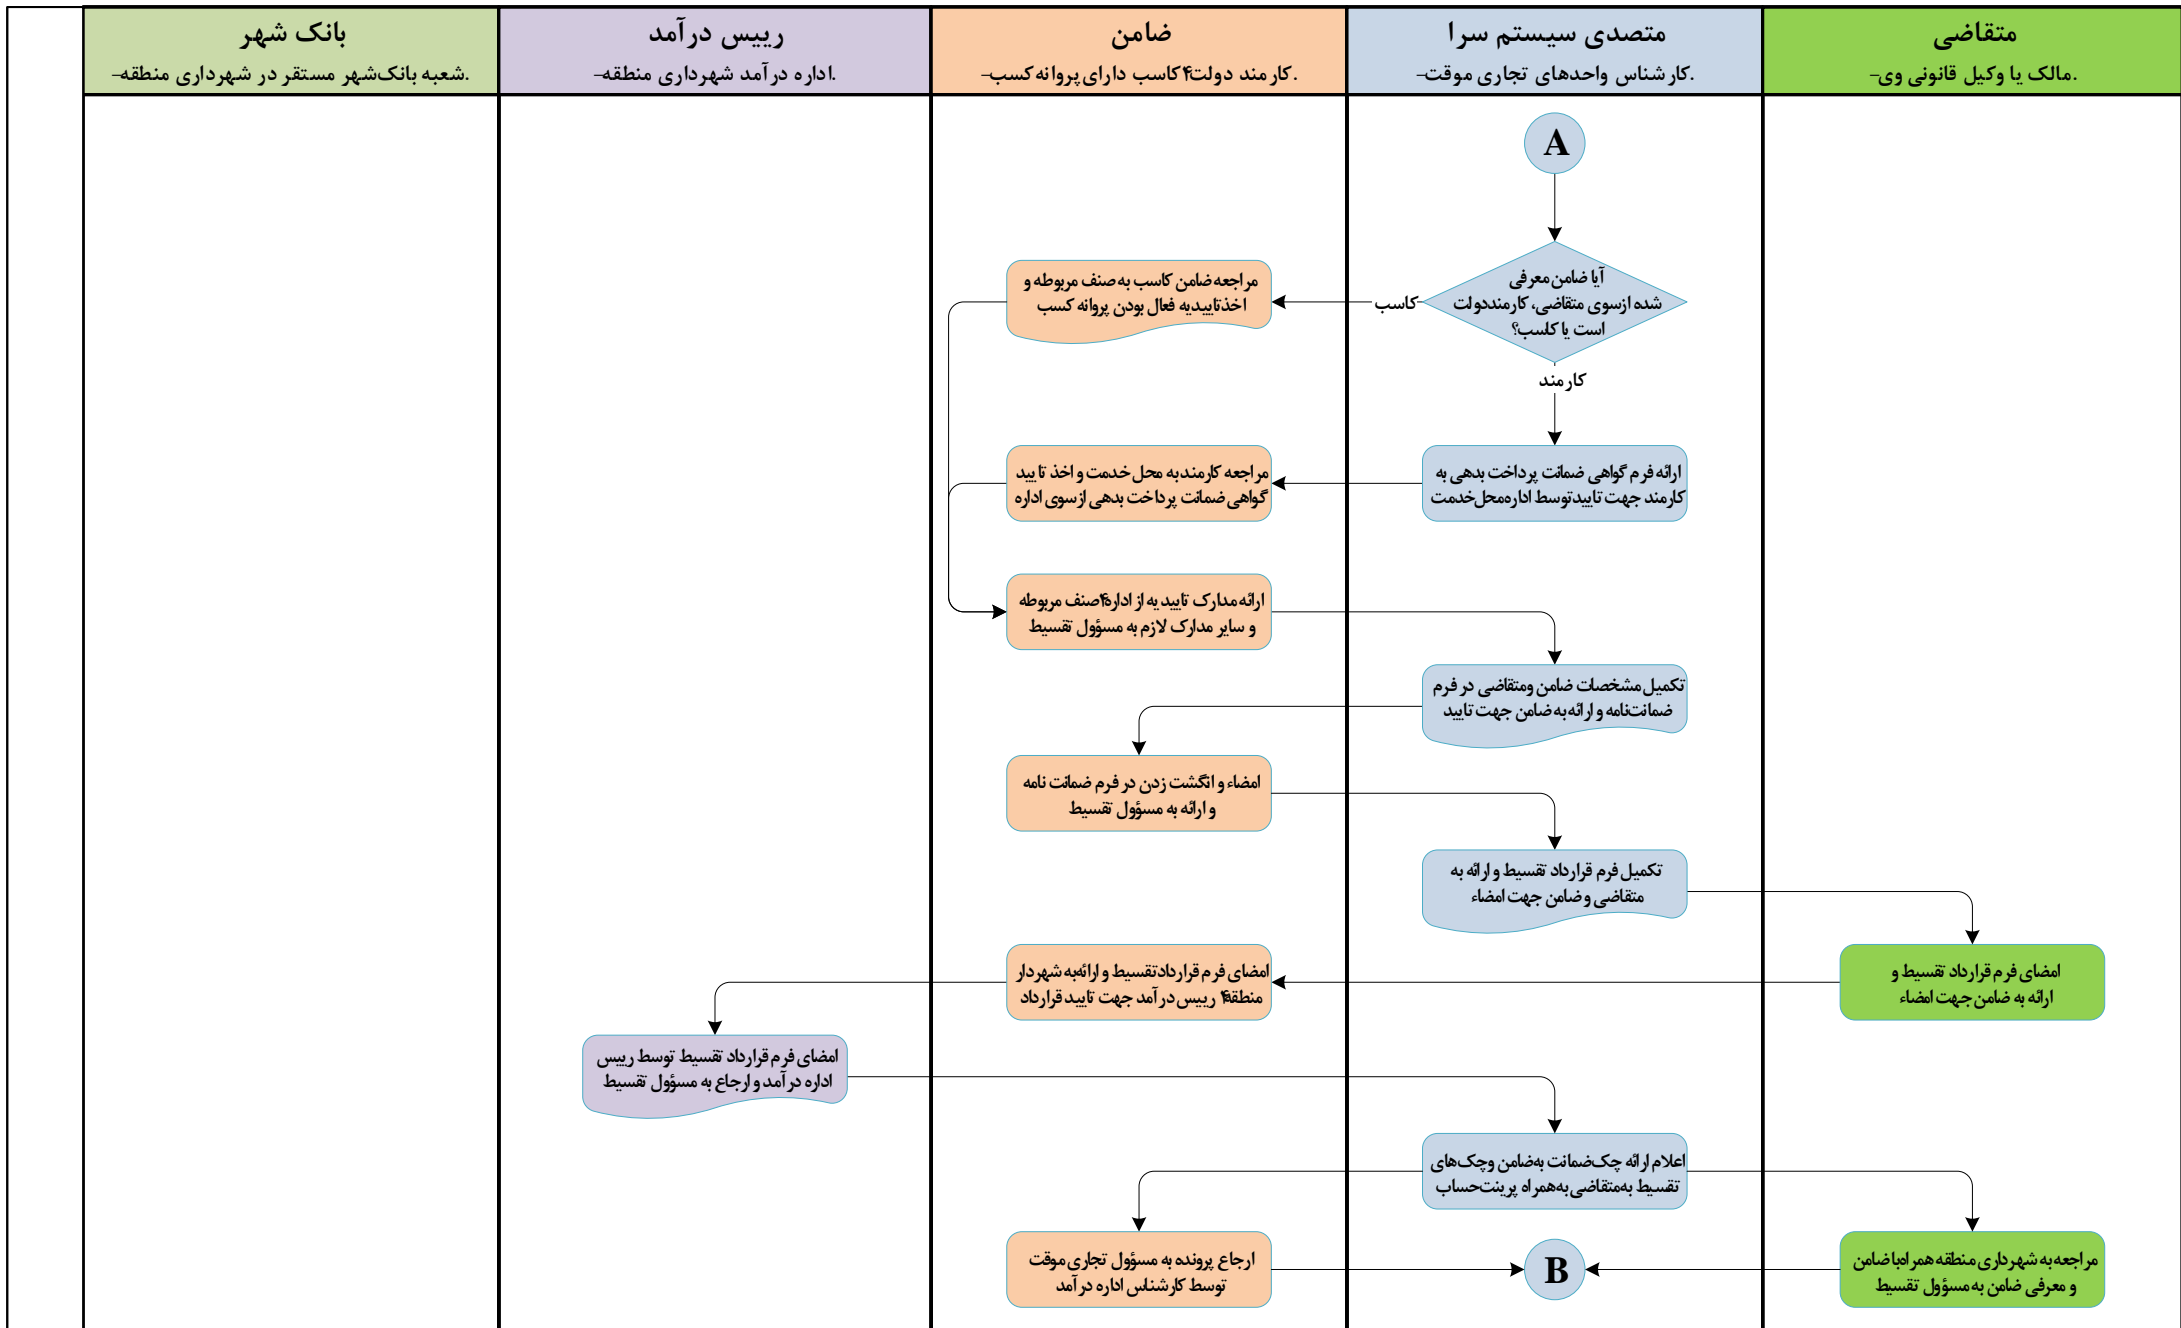 متقاضی
-مالک یا وکیل قانونی وی.
متصدی سیستم سرا
-کارشناس واحدهای تجاری موقت.
ضامن
-کارمند دولت۴کاسب دارای پروانه کسب.
رییس درآمد
-اداره درآمد شهرداری منطقه.
بانک شهر
-شعبه بانک‌شهر مستقر در شهرداری منطقه.
A
آیا ضامن معرفی
شده ازسوی متقاضی، کارمنددولت
است یا کاسب؟
کاسب
کارمند
مراجعه ضامن کاسب به صنف مربوطه و
اخذتاییدیه فعال بودن پروانه کسب
ارائه فرم گواهی ضمانت پرداخت بدهی به
کارمند جهت تاییدتوسط اداره‌محل‌خدمت
مراجعه کارمندبه محل خدمت و اخذ تایید
گواهی ضمانت پرداخت بدهی ازسوی اداره
ارائه مدارک تاییدیه از اداره۴صنف مربوطه
و سایر مدارک لازم به مسؤول تقسیط
تکمیل مشخصات ضامن ومتقاضی در فرم
ضمانت‌نامه و ارائه به ضامن جهت تایید
امضاء و انگشت زدن در فرم ضمانت نامه
و ارائه به مسؤول تقسیط
تکمیل فرم قرارداد تقسیط و ارائه به
متقاضی و ضامن جهت امضاء
امضای فرم قرارداد تقسیط و
ارائه به ضامن جهت امضاء
امضای فرم قراردادتقسیط و ارائه‌به شهردار
منطقه۴ رییس درآمد جهت تایید قرارداد
امضای فرم قرارداد تقسیط توسط رییس
اداره درآمد و ارجاع به مسؤول تقسیط
اعلام ارائه چک‌ضمانت به‌ضامن وچک‌های
تقسیط به‌متقاضی به‌همراه پرینت‌حساب
مراجعه به شهرداری منطقه همراه‌باضامن
و معرفی ضامن به مسؤول تقسیط
ارجاع پرونده به مسؤول تجاری موقت
توسط کارشناس اداره درآمد
B